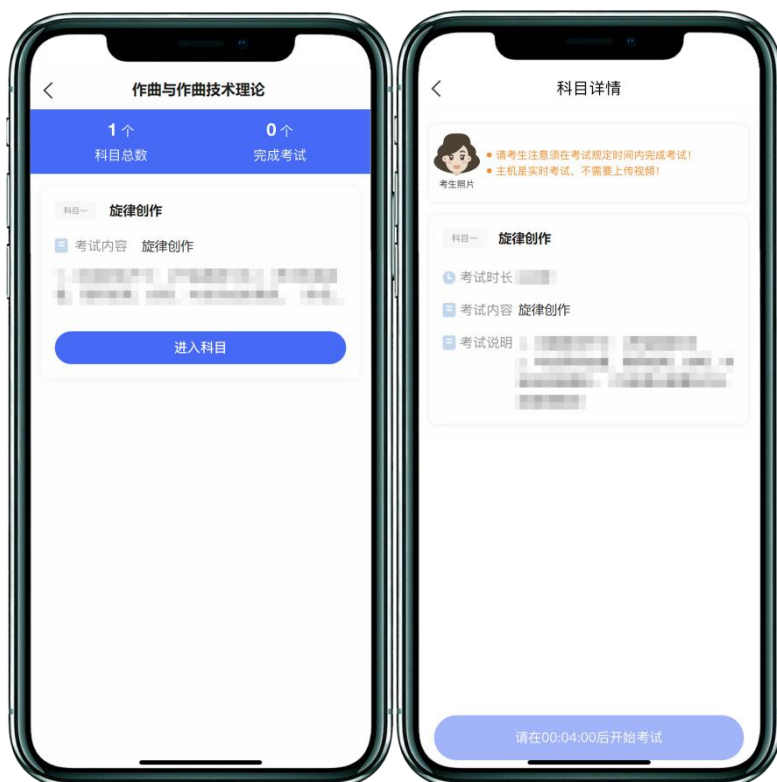 作曲与作曲技术理论
1个
0个
科目总数
完成考试
科目一
旋律创作
考试内容 旋律创作
进入科目
科目详情
请考生注意须在考试规定时间内完成考试!
主机是实时考试，不需要上传视频!
考生照片
科目一
旋律创作
考试时长
考试内容 旋律创作
考试说明
请在00:04:00后开始考试